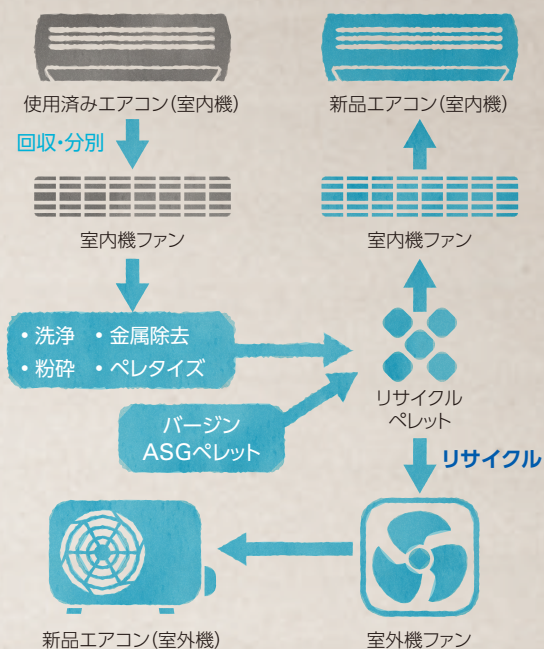 使用済みエアコン(室内機)
新品エアコン(室内機)
回収・分別
室内機ファン
室内機ファン
・洗浄 ・金属除去
・粉砕 ・ペレタイズ
リサイクル
ペレット
バージン
ASGペレット
リサイクル
新品エアコン(室外機)
室外機ファン